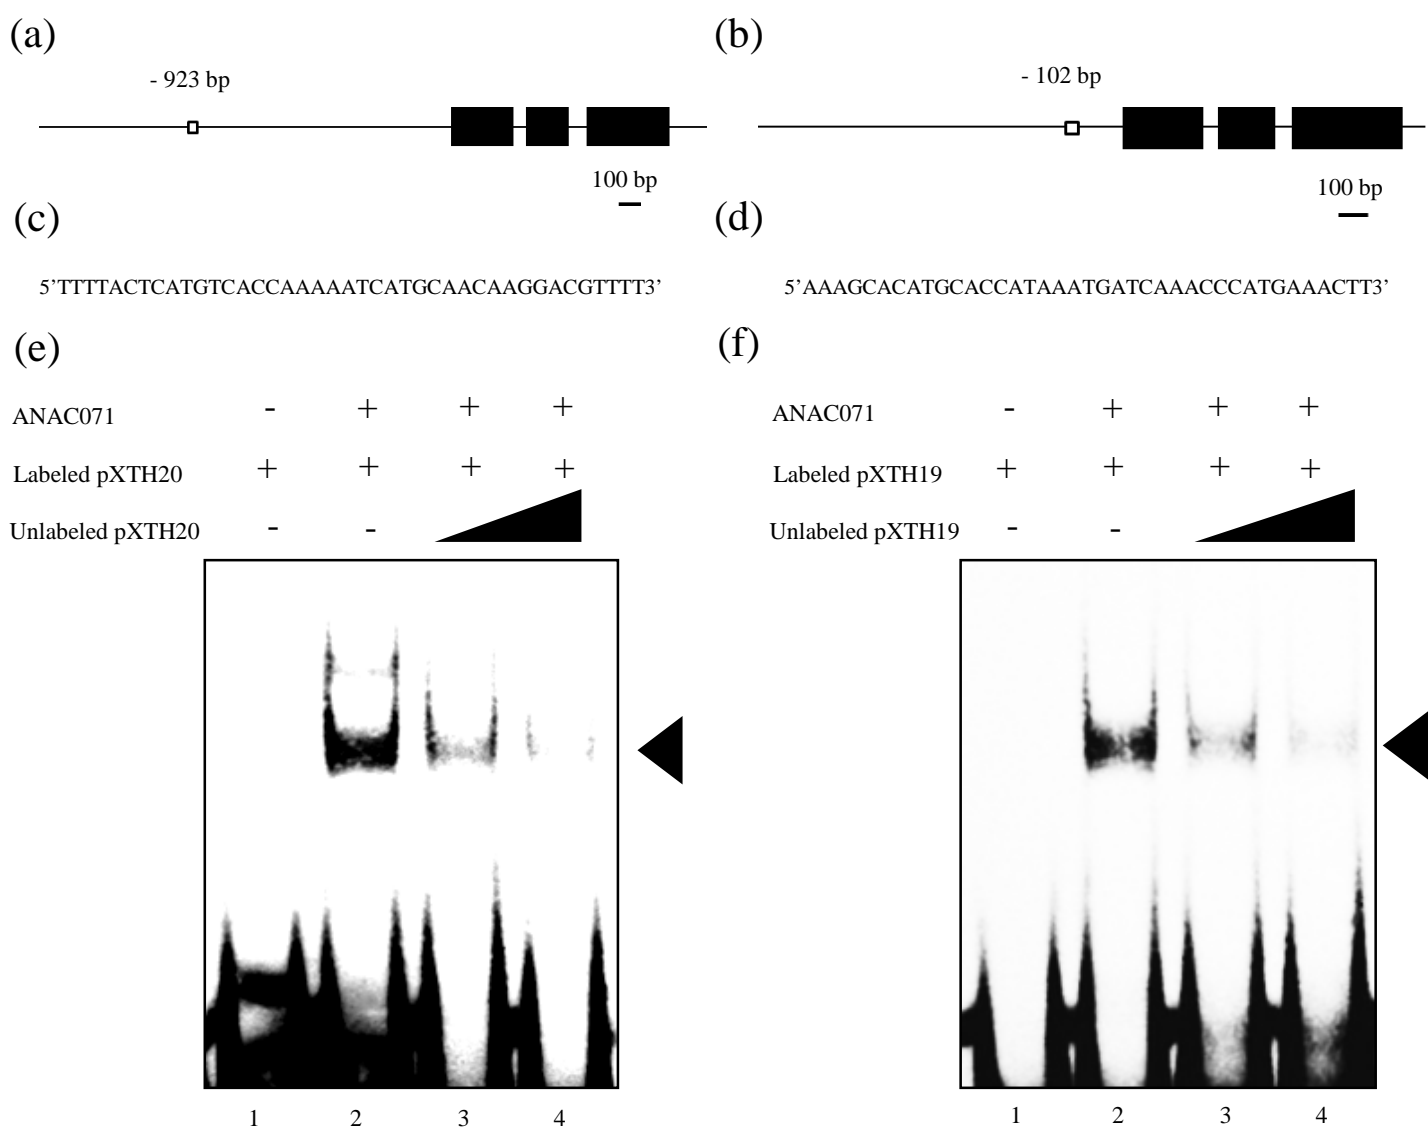 (a)
(b)
- 923 bp
- 102 bp
100 bp
100 bp
(c)
(d)
5’TTTTACTCATGTCACCAAAAATCATGCAACAAGGACGTTTT3’
5’AAAGCACATGCACCATAAATGATCAAACCCATGAAACTT3’
(e)
(f)
ANAC071 - + + +
ANAC071 - + + +
Labeled pXTH20 + + + +
Labeled pXTH19 + + + +
Unlabeled pXTH20 - -
Unlabeled pXTH19 - -
1 2 3 4
1 2 3 4